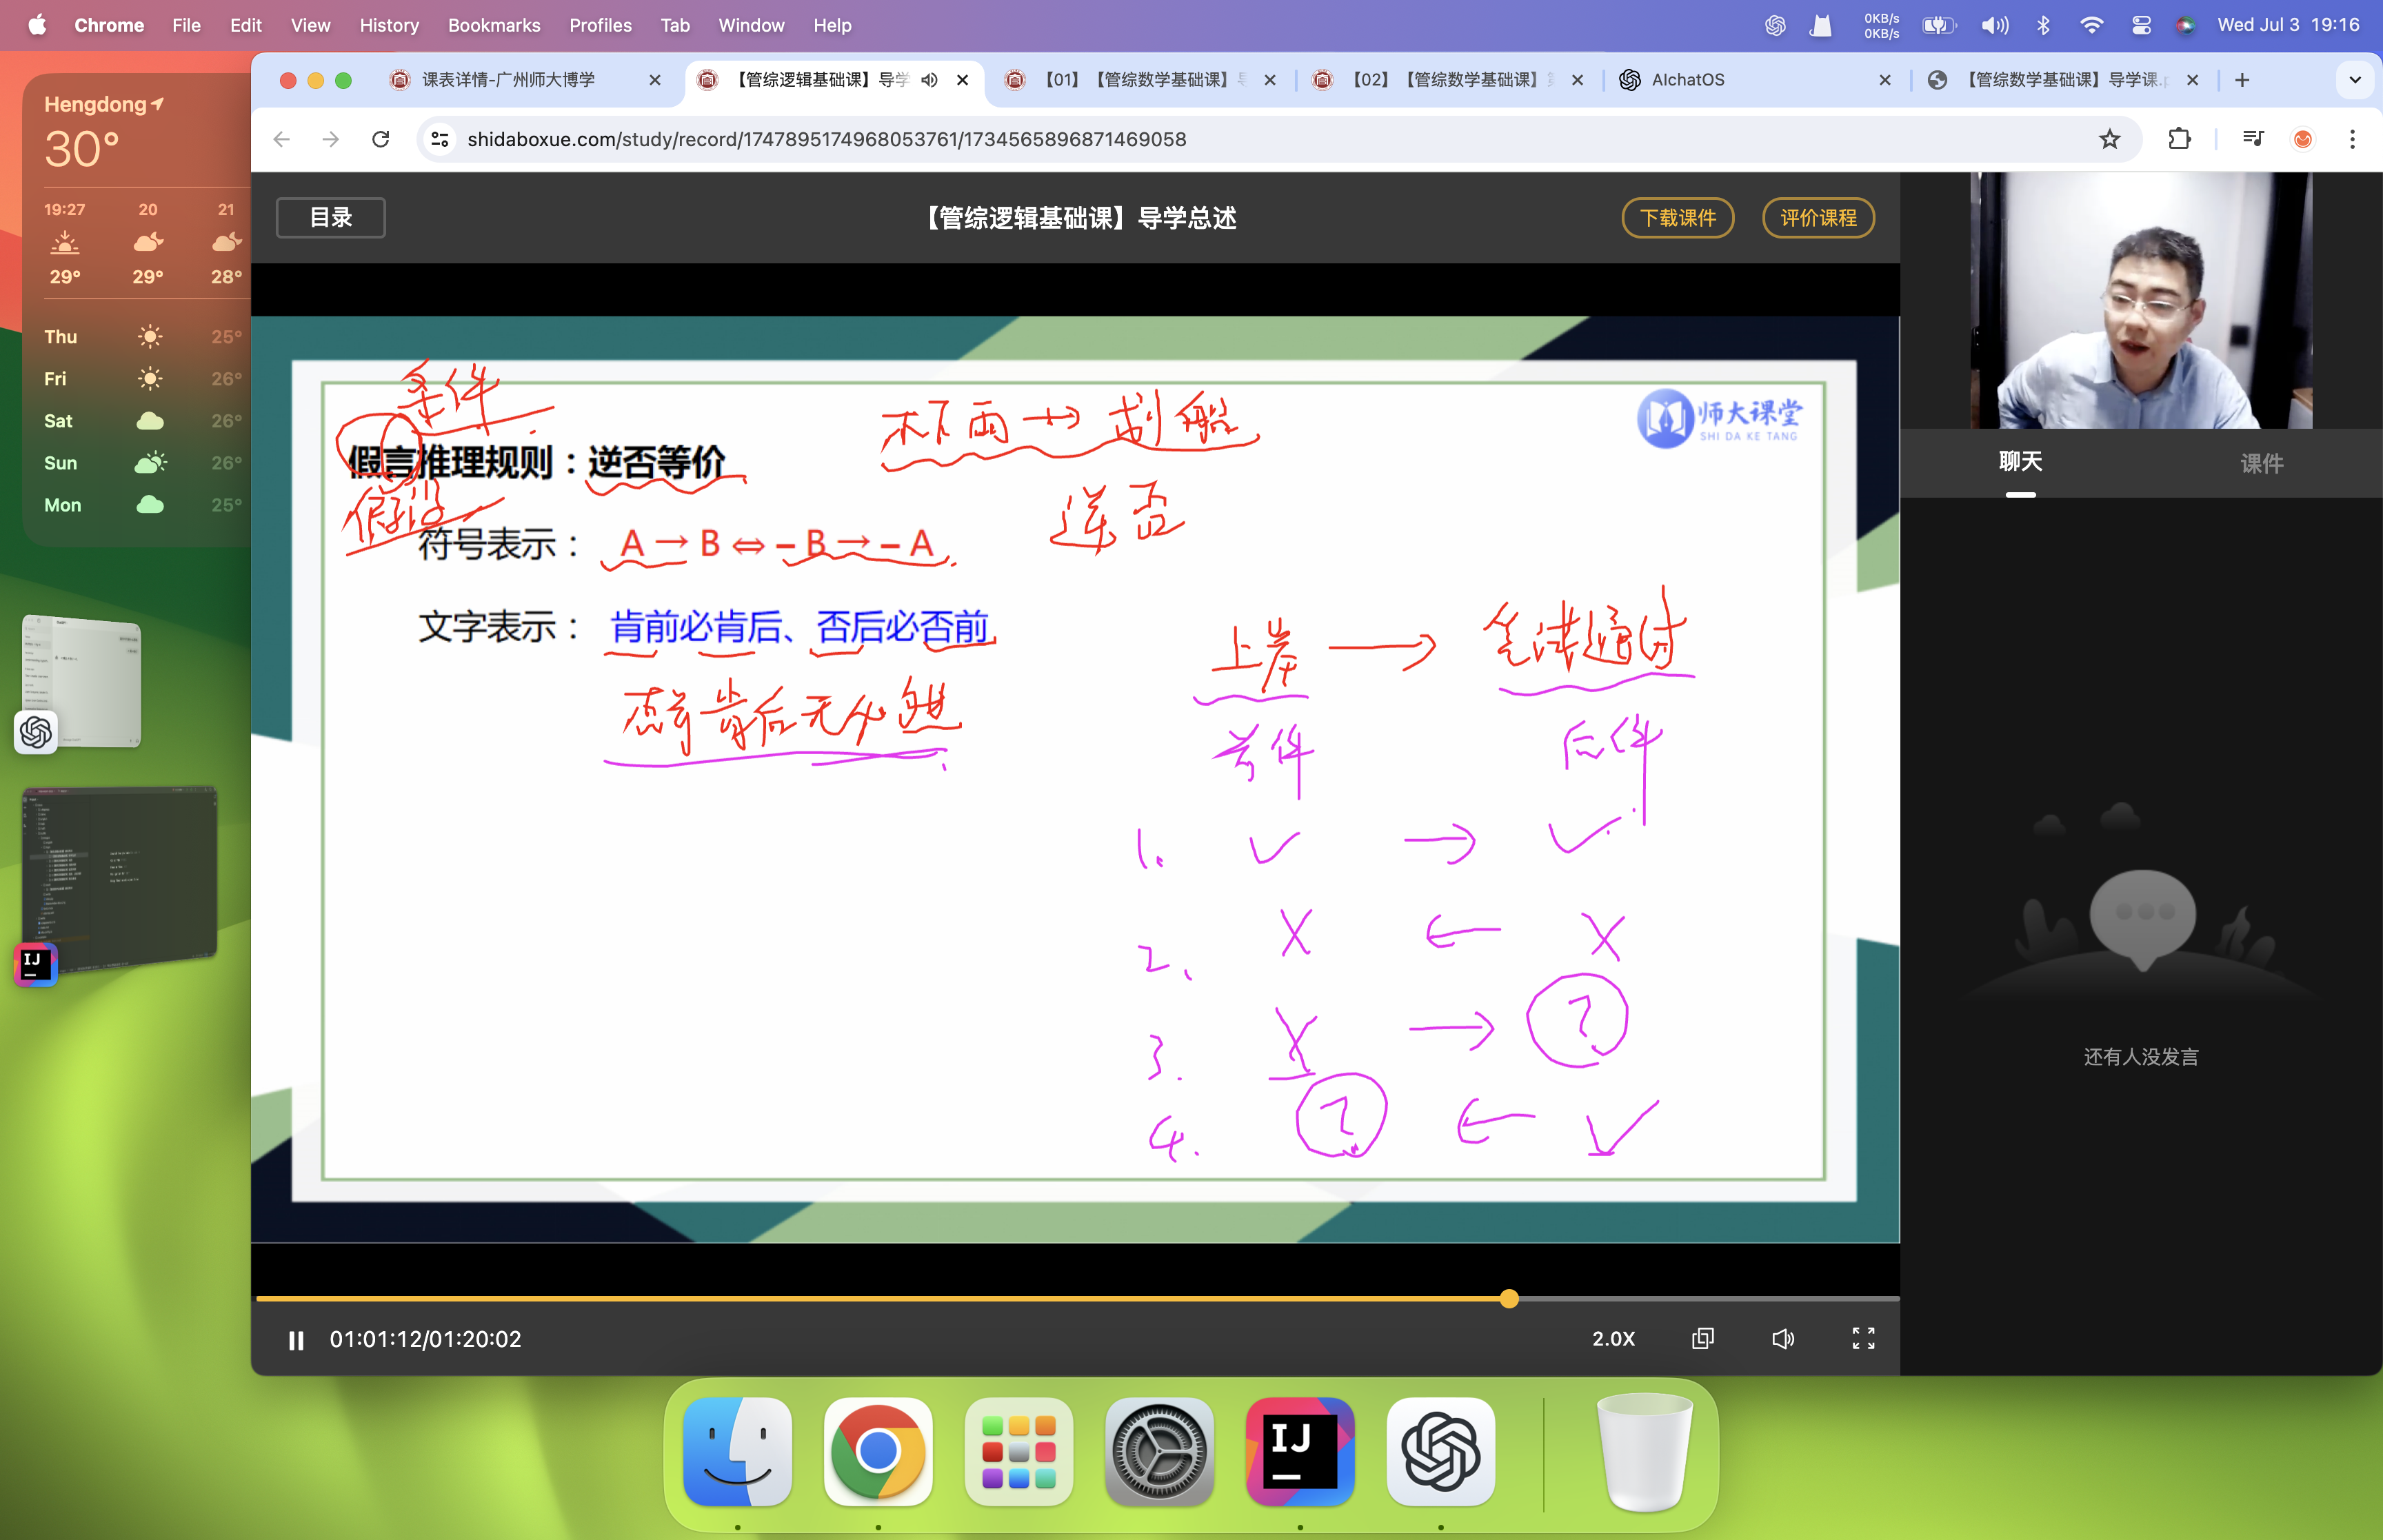 Chrome File Edit View History Bookmarks Profiles Tab Window Help
0KB/s
0KB/s
Wed Jul 3 19:16
课表详情-广州师大博学
【管综逻辑基础课】导学
【01】【管综数学基础课】导
【02】【管综数学基础课】第
AIchatOS
【管综数学基础课】导学课.p
shidaboxue.com/study/record/1747895174968053761/1734565896871469058
Hengdong
30°
19:27 20 21
29° 29° 28°
Thu 25°
Fri 26°
Sat 26°
Sun 26°
Mon 25°
目录
【管综逻辑基础课】导学总述
下载课件
评价课程
条件
不下雨 → 划船
师大课堂
SHI DA KE TANG
假言推理规则：逆否等价
假设
逆否
符号表示： A → B ⇔ – B → – A
文字表示： 肯前必肯后、否后必否前
上岸 → 笔试通过
否前肯后无必然
前件 后件
1. ✓ → ✓
2. X ← X
3. X → ?
4. ? ← ✓
聊天
课件
还有人没发言
01:01:12/01:20:02
2.0X
IJ
IJ